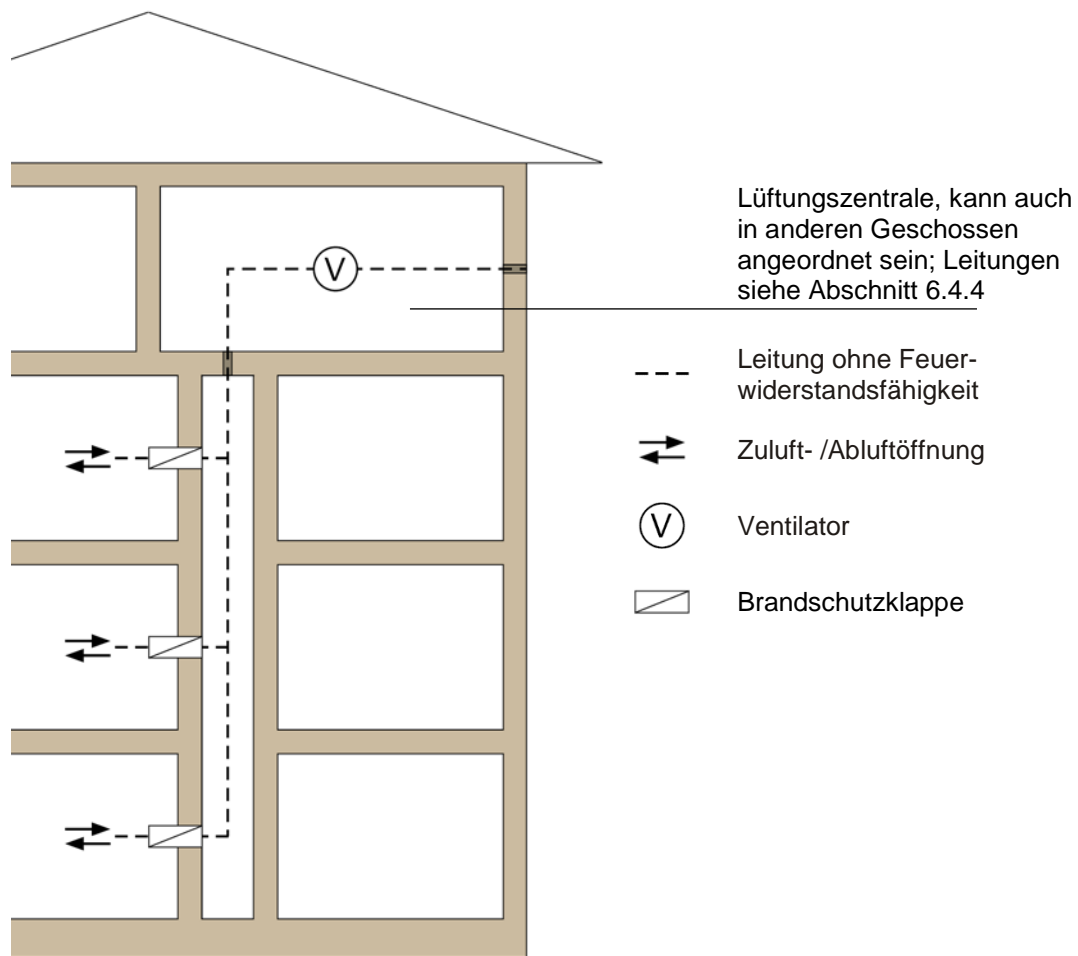 Lüftungszentrale, kann auch
in anderen Geschossen
angeordnet sein; Leitungen
siehe Abschnitt 6.4.4
V
Leitung ohne Feuer-
widerstandsfähigkeit
Zuluft- /Abluftöffnung
V Ventilator
Brandschutzklappe